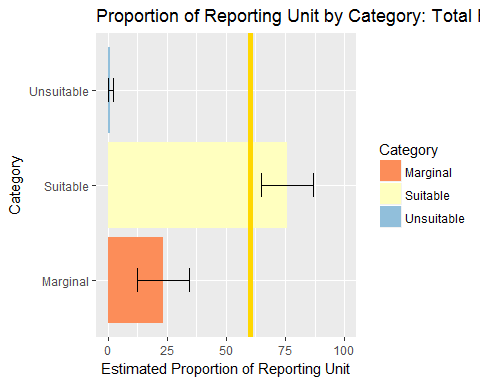 Proportion of Reporting Unit by Category: Total
Unsuitable
Suitable
Marginal
Category
0
25
50
75
100
Estimated Proportion of Reporting Unit
Category
Marginal
Suitable
Unsuitable